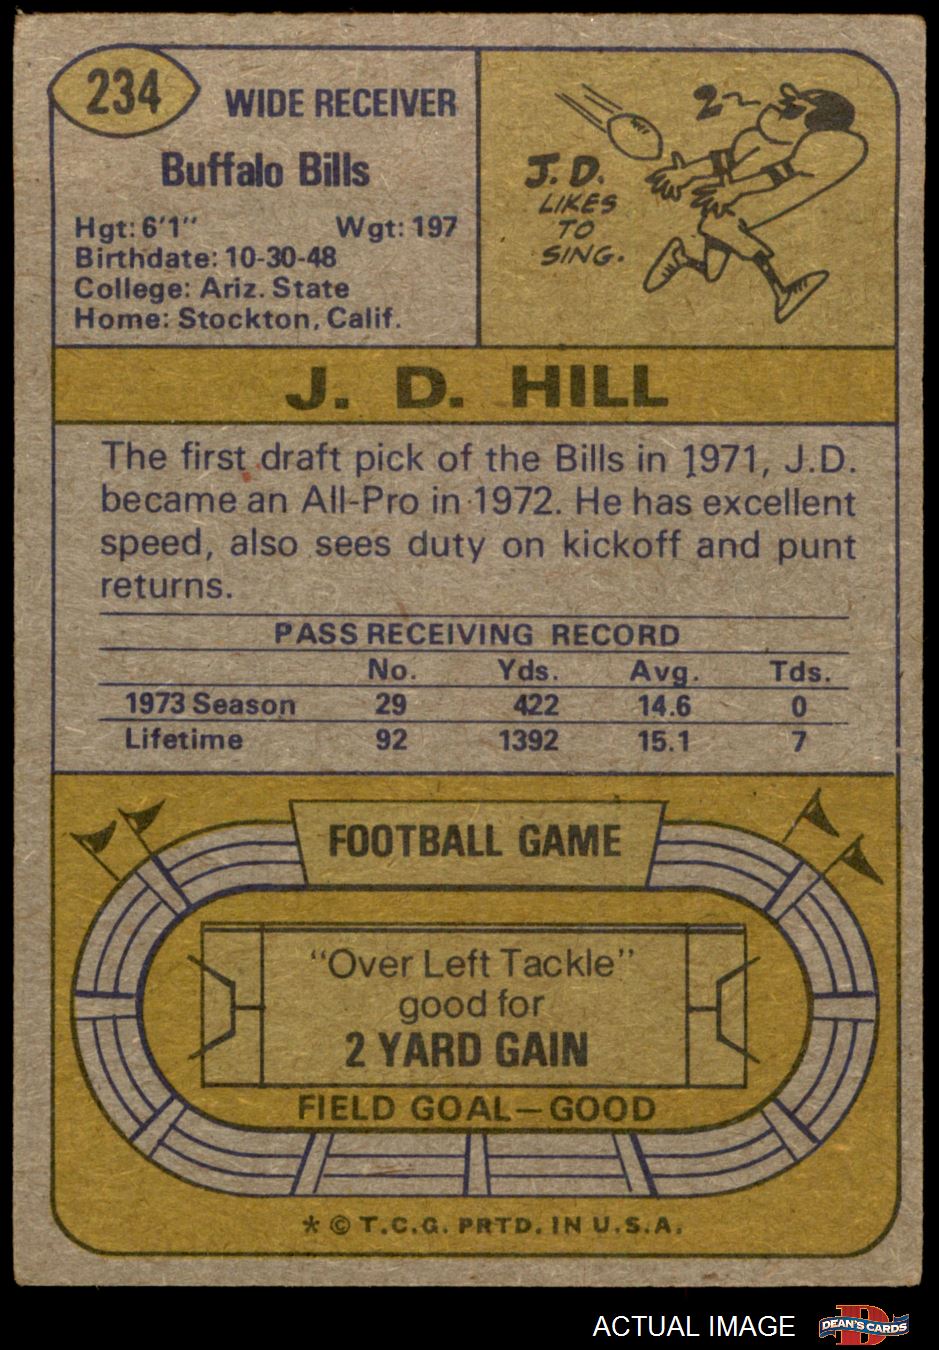 234
WIDE RECEIVER
Buffalo Bills
Hgt: 6'1" Wgt: 197
Birthdate: 10-30-48
College: Ariz. State
Home: Stockton, Calif.
J. D.
LIKES
TO
SING.
J. D. HILL
The first draft pick of the Bills in 1971, J.D.
became an All-Pro in 1972. He has excellent
speed, also sees duty on kickoff and punt
returns.
PASS RECEIVING RECORD
No. Yds. Avg. Tds.
1973 Season 29 422 14.6 0
Lifetime 92 1392 15.1 7
FOOTBALL GAME
"Over Left Tackle"
good for
2 YARD GAIN
FIELD GOAL—GOOD
* © T.C.G. PRTD. IN U.S.A.
ACTUAL IMAGE
D
DEAN'S CARDS